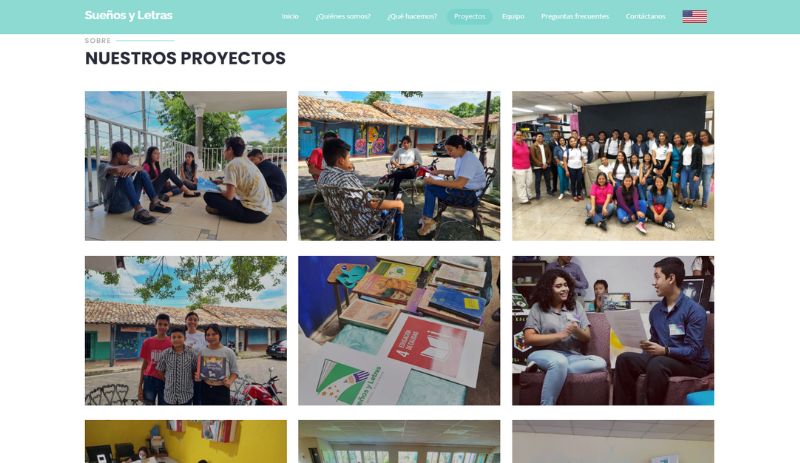 Sueños y Letras
Inicio
¿Quiénes somos?
¿Qué hacemos?
Proyectos
Equipo
Preguntas frecuentes
Contáctanos
SOBRE
NUESTROS PROYECTOS
4 EDUCACIÓN
DE CALIDAD
Sueños y Letras